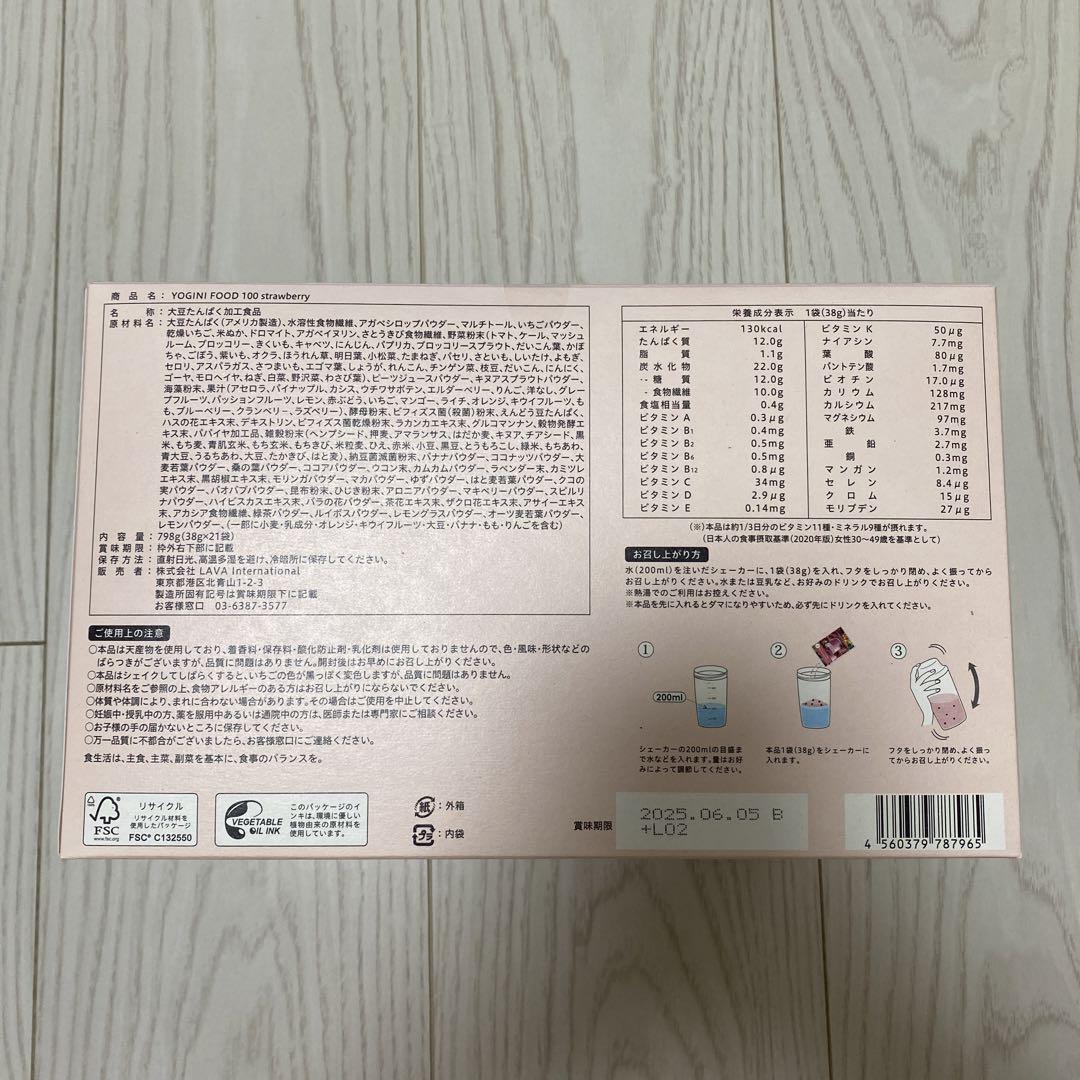 商品名: YOGINI FOOD 100 strawberry
名称: 大豆たんぱく加工食品
原材料名: 大豆たんぱく(アメリカ製造)、水溶性食物繊維、アガペシロップパウダー、マルチトール、いちごパウダー、
乾燥いちご、米ぬか、ドロマイト、アガベイヌリン、さとうきび食物繊維、野菜粉末(トマト、ケール、マッシュ
ルーム、ブロッコリー、きくいも、キャベツ、にんじん、パプリカ、ブロッコリースプラウト、だいこん葉、かぼ
ちゃ、ごぼう、紫いも、オクラ、ほうれん草、明日葉、小松菜、たまねぎ、パセリ、さといも、しいたけ、よもぎ、
セロリ、アスパラガス、さつまいも、エゴマ葉、しょうが、れんこん、チンゲン菜、枝豆、だいこん、にんにく、
ゴーヤ、モロヘイヤ、ねぎ、白菜、野沢菜、わさび葉)、ビーツジュースパウダー、キヌアスプラウトパウダー、
海藻粉末、果汁(アセロラ、パイナップル、カシス、ウチワサボテン、エルダーベリー、りんご、洋なし、グレー
プフルーツ、パッションフルーツ、レモン、赤ぶどう、いちご、マンゴー、ライチ、オレンジ、キウイフルーツ、も
も、ブルーベリー、クランベリー、ラズベリー)、酵母粉末、ビフィズス菌(殺菌)粉末、えんどう豆たんぱく、
ハスの花エキス末、デキストリン、ビフィズス菌乾燥粉末、ラカンカエキス末、グルコマンナン、穀物発酵エ
キス末、パパイヤ加工品、雑穀粉末(ヘンプシード、押麦、アマランサス、はだか麦、キヌア、チアシード、黒
米、もち麦、青肌玄米、もち玄米、もちきび、米粒麦、ひえ、赤米、小豆、黒豆、とうもろこし、緑米、もちあわ、
青大豆、うるちあわ、大豆、たかきび、はと麦)、納豆菌滅菌粉末、バナナパウダー、ココナッツパウダー、大
麦若葉パウダー、桑の葉パウダー、ココアパウダー、ウコン末、カムカムパウダー、ラベンダー末、カミツレ
エキス末、黒胡椒エキス末、モリンガパウダー、マカパウダー、ゆずパウダー、はと麦若葉パウダー、クコの
実パウダー、バオバブパウダー、昆布粉末、ひじき粉末、アロニアパウダー、マキベリーパウダー、スピルリ
ナパウダー、ハイビスカスエキス末、バラの花パウダー、茶花エキス末、ザクロ花エキス末、アサイーエキス
末、アカシア食物繊維、緑茶パウダー、ルイボスパウダー、レモングラスパウダー、オーツ麦若葉パウダー、
レモンパウダー、(一部に小麦・乳成分・オレンジ・キウイフルーツ・大豆・バナナ・もも・りんごを含む)
内容量: 798g(38g×21袋)
賞味期限: 枠外右下部に記載
保存方法: 直射日光、高温多湿を避け、冷暗所に保存してください。
販売者: 株式会社 LAVA International
東京都港区北青山1-2-3
製造所固有記号は賞味期限下に記載
お客様窓口 03-6387-3577
ご使用上の注意
○本品は天産物を使用しており、着香料・保存料・酸化防止剤・乳化剤は使用しておりませんので、色・風味・形状などの
ばらつきがございますが、品質に問題はありません。開封後はお早めにお召し上がりください。
○本品はシェイクしてしばらくすると、いちごの色が黒っぽく変色しますが、品質に問題はありません。
○原材料名をご参照の上、食物アレルギーのある方はお召し上がりにならないでください。
○体質や体調により、まれに合わない場合があります。その場合はご使用を中止してください。
○妊娠中・授乳中の方、薬を服用中あるいは通院中の方は、医師または専門家にご相談ください。
○お子様の手の届かないところに保存してください。
○万一品質に不都合がございましたら、お客様窓口にご連絡ください。
食生活は、主食、主菜、副菜を基本に、食事のバランスを。
FSC
www.fsc.org
リサイクル
リサイクル材料を
使用したパッケージ
FSC® C132550
VEGETABLE
OIL INK
このパッケージのイ
ンキは、環境に優しい
植物由来の原材料を
使用しています。
紙:外箱
プラ:内袋
栄養成分表示 1袋(38g)当たり
エネルギー 130kcal
たんぱく質 12.0g
脂質 1.1g
炭水化物 22.0g
-糖質 12.0g
-食物繊維 10.0g
食塩相当量 0.4g
ビタミン A 0.3μg
ビタミン B1 0.4mg
ビタミン B2 0.5mg
ビタミン B6 0.5mg
ビタミン B12 0.8μg
ビタミン C 34mg
ビタミン D 2.9μg
ビタミン E 0.14mg
ビタミン K 50μg
ナイアシン 7.7mg
葉酸 80μg
パントテン酸 1.7mg
ビオチン 17.0μg
カリウム 128mg
カルシウム 217mg
マグネシウム 97mg
鉄 3.7mg
亜鉛 2.7mg
銅 0.3mg
マンガン 1.2mg
セレン 8.4μg
クロム 15μg
モリブデン 27μg
(※)本品は約1/3日分のビタミン11種・ミネラル9種が摂れます。
(日本人の食事摂取基準(2020年版)女性30~49歳を基準として)
お召し上がり方
水(200ml)を注いだシェーカーに、1袋(38g)を入れ、フタをしっかり閉め、よく振ってから
お召し上がりください。水または豆乳など、お好みのドリンクでお召し上がりください。
※熱湯でのご利用はお控えください。
※本品を先に入れるとダマになりやすいため、必ず先にドリンクを入れてください。
1
2
3
200ml
シェーカーの200mlの目盛ま
で水などを入れます。量はお好
みによって調節してください。
本品1袋(38g)をシェーカーに
入れます。
フタをしっかり閉め、よく振っ
てからお召し上がりください。
賞味期限
2025.06.05 B
+L02
4 560379 787965